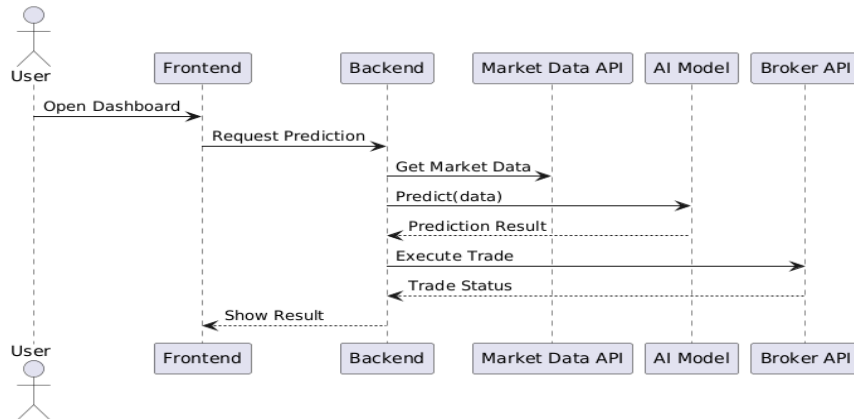 User
Frontend
Backend
Market Data API
AI Model
Broker API
Open Dashboard
Request Prediction
Get Market Data
Predict(data)
Prediction Result
Execute Trade
Trade Status
Show Result
User
Frontend
Backend
Market Data API
AI Model
Broker API